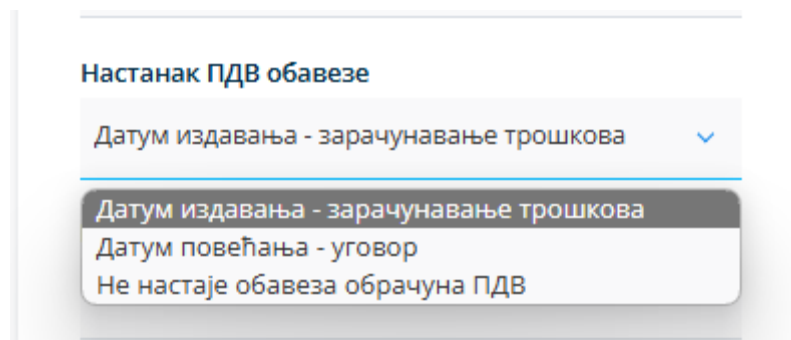 Настанак ПДВ обавезе
Датум издавања - зарачунавање трошкова
Датум издавања - зарачунавање трошкова
Датум повећања - уговор
Не настаје обавеза обрачуна ПДВ